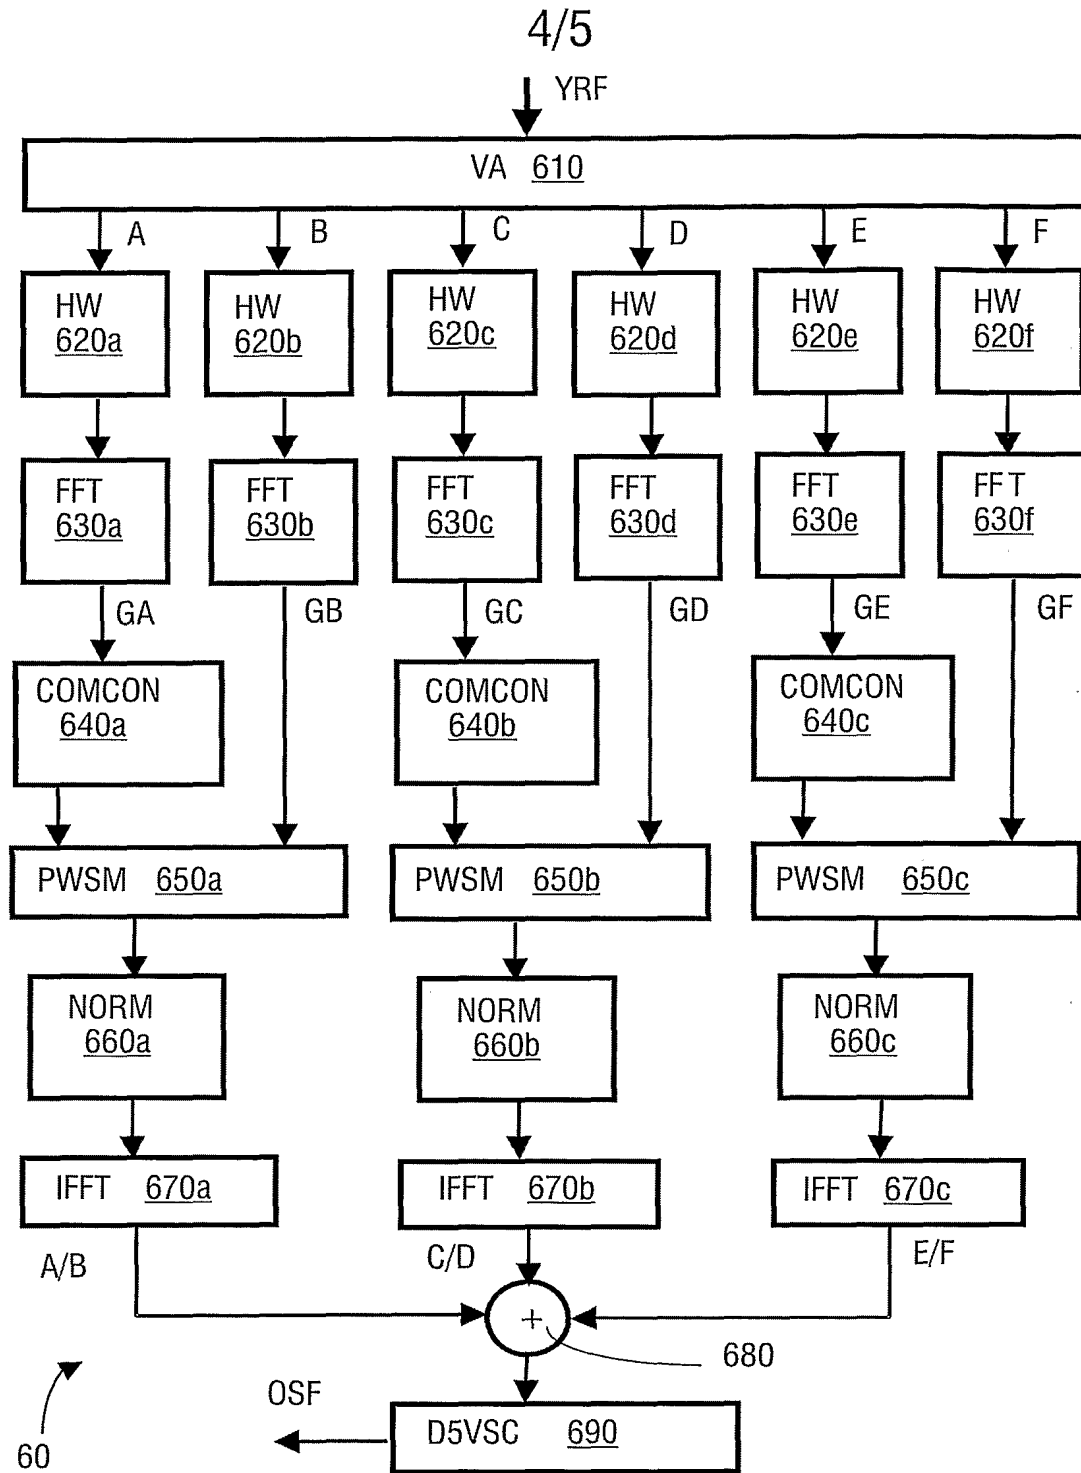 4/5
YRF
VA 610
A B C D E F
HW HW HW HW HW HW
620a 620b 620c 620d 620e 620f
FFT FFT FFT FFT FFT FFT
630a 630b 630c 630d 630e 630f
GA GB GC GD GE GF
COMCON COMCON COMCON
640a 640b 640c
PWSM 650a PWSM 650b PWSM 650c
NORM NORM NORM
660a 660b 660c
IFFT 670a IFFT 670b IFFT 670c
A/B C/D E/F
+
680
OSF
D5VSC 690
60